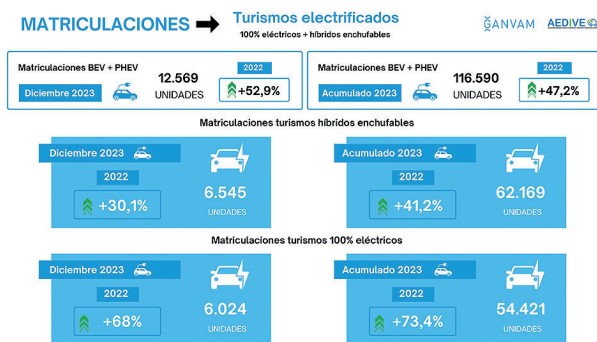 MATRICULACIONES
Turismos electrificados
100% eléctricos + híbridos enchufables
ANVAM
AEDIVE
Matriculaciones BEV + PHEV
Diciembre 2023
12.569
UNIDADES
2022
+52,9%
Matriculaciones BEV + PHEV
Acumulado 2023
116.590
UNIDADES
2022
+47,2%
Matriculaciones turismos híbridos enchufables
Diciembre 2023
2022
+30,1%
6.545
UNIDADES
Acumulado 2023
2022
+41,2%
62.169
UNIDADES
Matriculaciones turismos 100% eléctricos
Diciembre 2023
2022
+68%
6.024
UNIDADES
Acumulado 2023
2022
+73,4%
54.421
UNIDADES